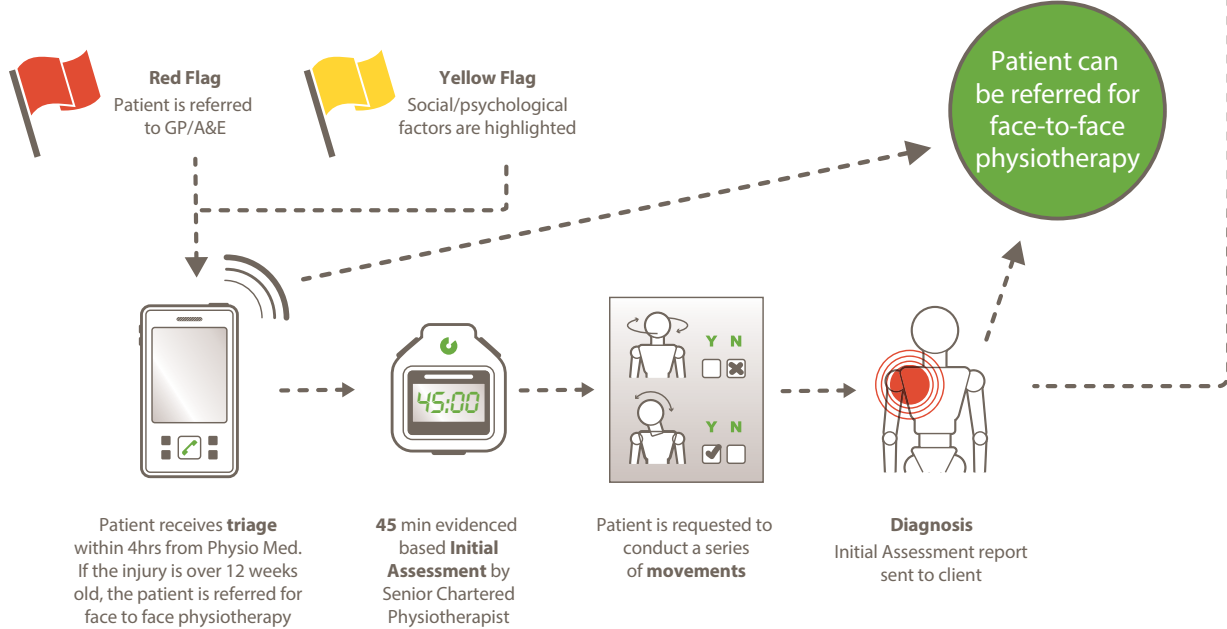 Red Flag
Patient is referred
to GP/A&E
Yellow Flag
Social/psychological
factors are highlighted
Patient can
be referred for
face-to-face
physiotherapy
45:00
Y N
Y N
Patient receives triage
within 4hrs from Physio Med.
If the injury is over 12 weeks
old, the patient is referred for
face to face physiotherapy
45 min evidenced
based Initial
Assessment by
Senior Chartered
Physiotherapist
Patient is requested to
conduct a series
of movements
Diagnosis
Initial Assessment report
sent to client